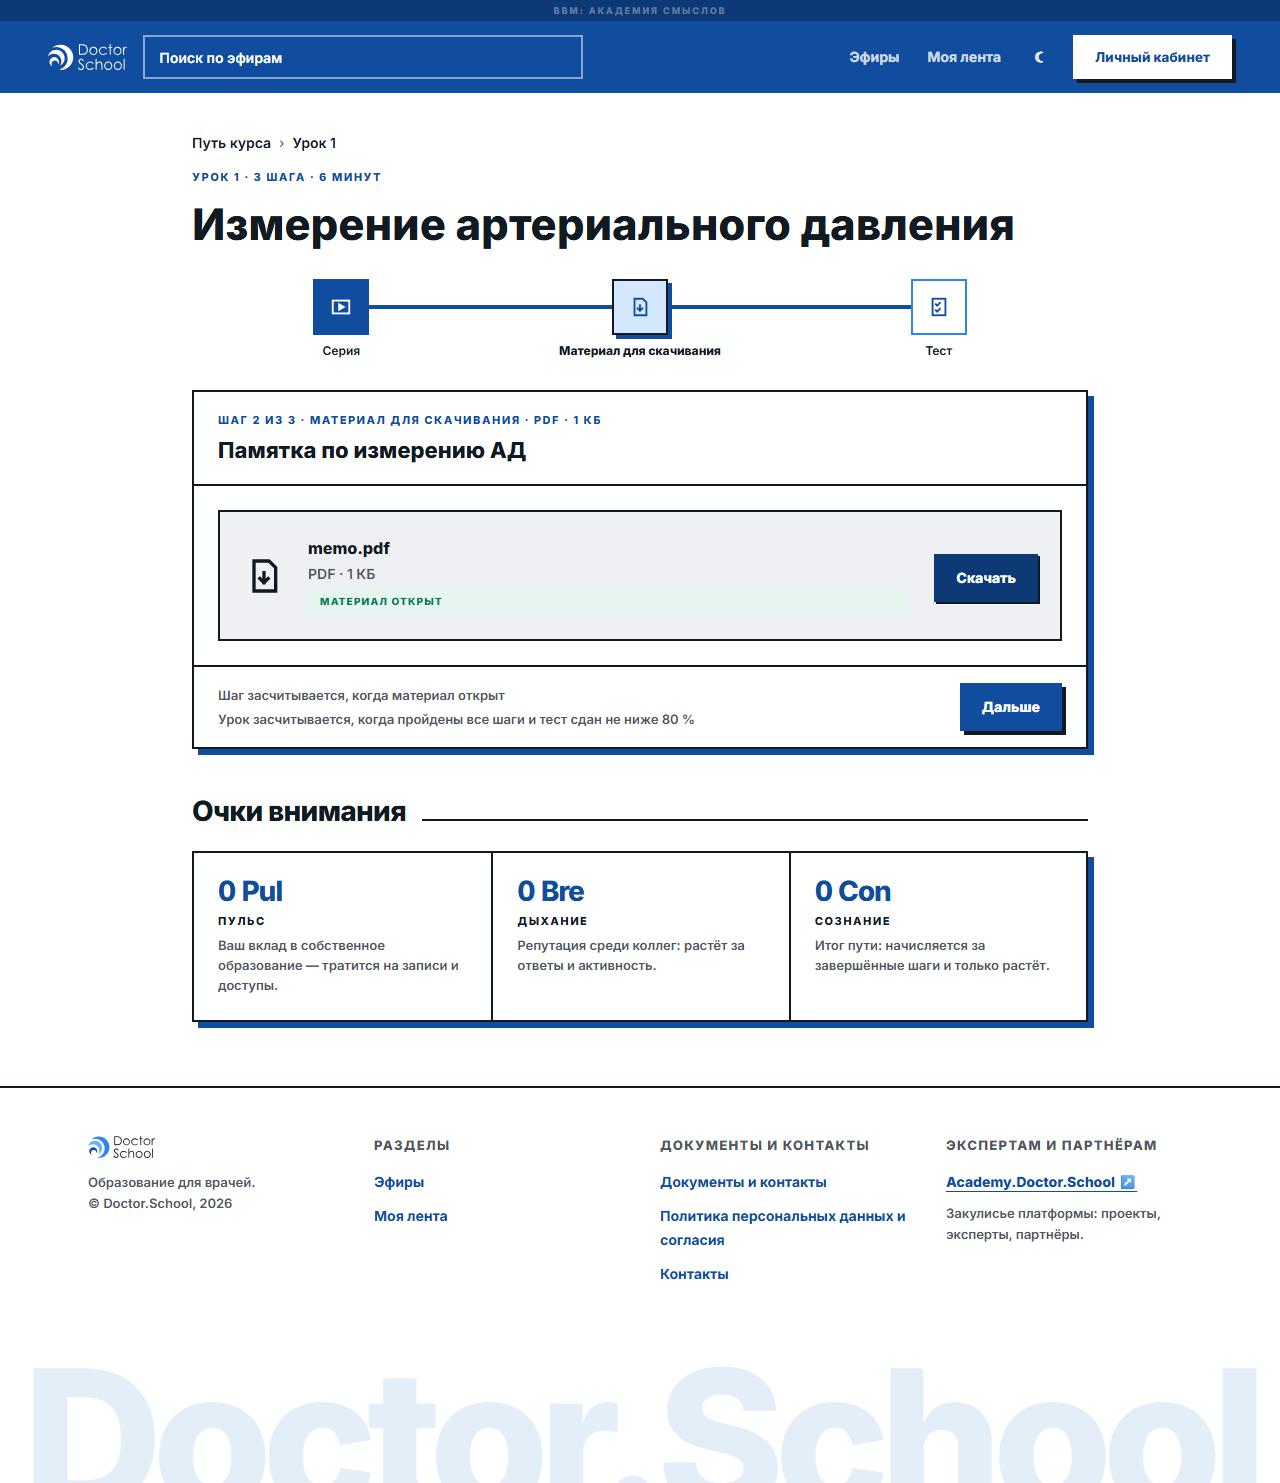 ВВМ: АКАДЕМИЯ СМЫСЛОВ
Doctor School
Поиск по эфирам
Эфиры
Моя лента
Личный кабинет
Путь курса › Урок 1
УРОК 1 · 3 ШАГА · 6 МИНУТ
Измерение артериального давления
Серия
Материал для скачивания
Тест
ШАГ 2 ИЗ 3 · МАТЕРИАЛ ДЛЯ СКАЧИВАНИЯ · PDF · 1 КБ
Памятка по измерению АД
memo.pdf
PDF · 1 КБ
МАТЕРИАЛ ОТКРЫТ
Скачать
Шаг засчитывается, когда материал открыт
Урок засчитывается, когда пройдены все шаги и тест сдан не ниже 80 %
Дальше
Очки внимания
0 Pul
ПУЛЬС
Ваш вклад в собственное
образование — тратится на записи и
доступы.
0 Bre
ДЫХАНИЕ
Репутация среди коллег: растёт за
ответы и активность.
0 Con
СОЗНАНИЕ
Итог пути: начисляется за
завершённые шаги и только растёт.
Doctor School
Образование для врачей.
© Doctor.School, 2026
РАЗДЕЛЫ
Эфиры
Моя лента
ДОКУМЕНТЫ И КОНТАКТЫ
Документы и контакты
Политика персональных данных и
согласия
Контакты
ЭКСПЕРТАМ И ПАРТНЁРАМ
Academy.Doctor.School ↗
Закулисье платформы: проекты,
эксперты, партнёры.
Doctor.School